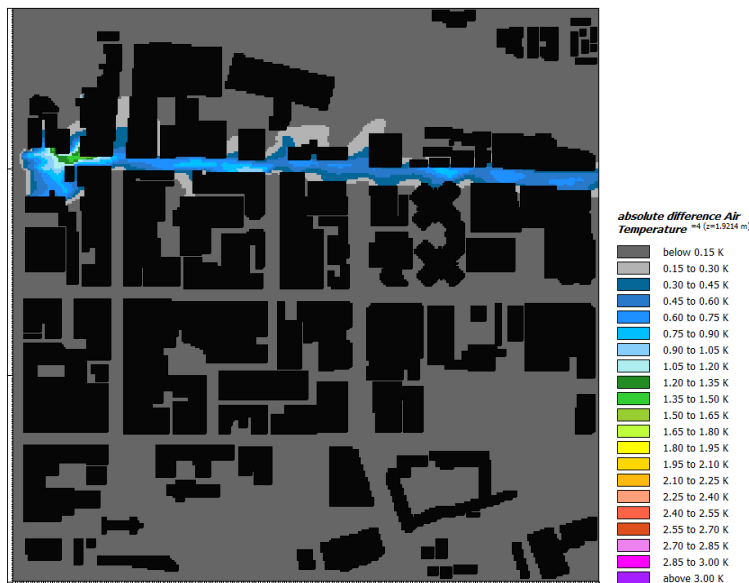 absolute difference Air
Temperature =4 (z=1.9214 m)
below 0.15 K
0.15 to 0.30 K
0.30 to 0.45 K
0.45 to 0.60 K
0.60 to 0.75 K
0.75 to 0.90 K
0.90 to 1.05 K
1.05 to 1.20 K
1.20 to 1.35 K
1.35 to 1.50 K
1.50 to 1.65 K
1.65 to 1.80 K
1.80 to 1.95 K
1.95 to 2.10 K
2.10 to 2.25 K
2.25 to 2.40 K
2.40 to 2.55 K
2.55 to 2.70 K
2.70 to 2.85 K
2.85 to 3.00 K
above 3.00 K